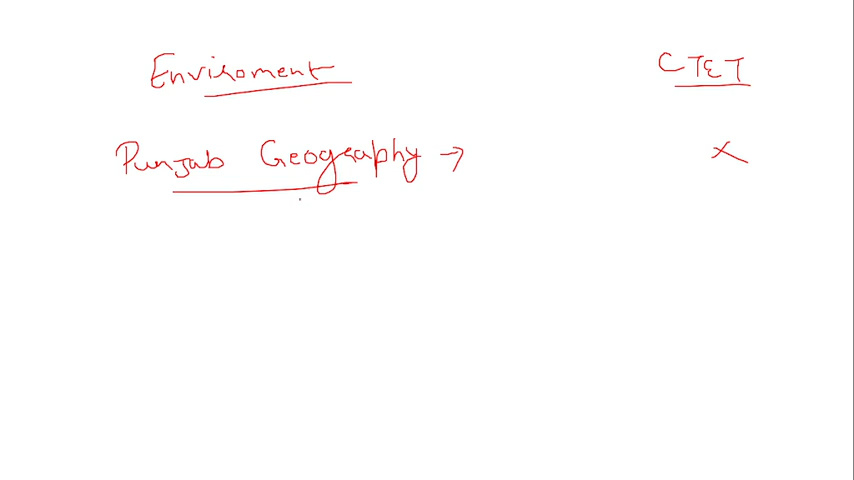 Enviroment CTET
Punjab Geography → ×